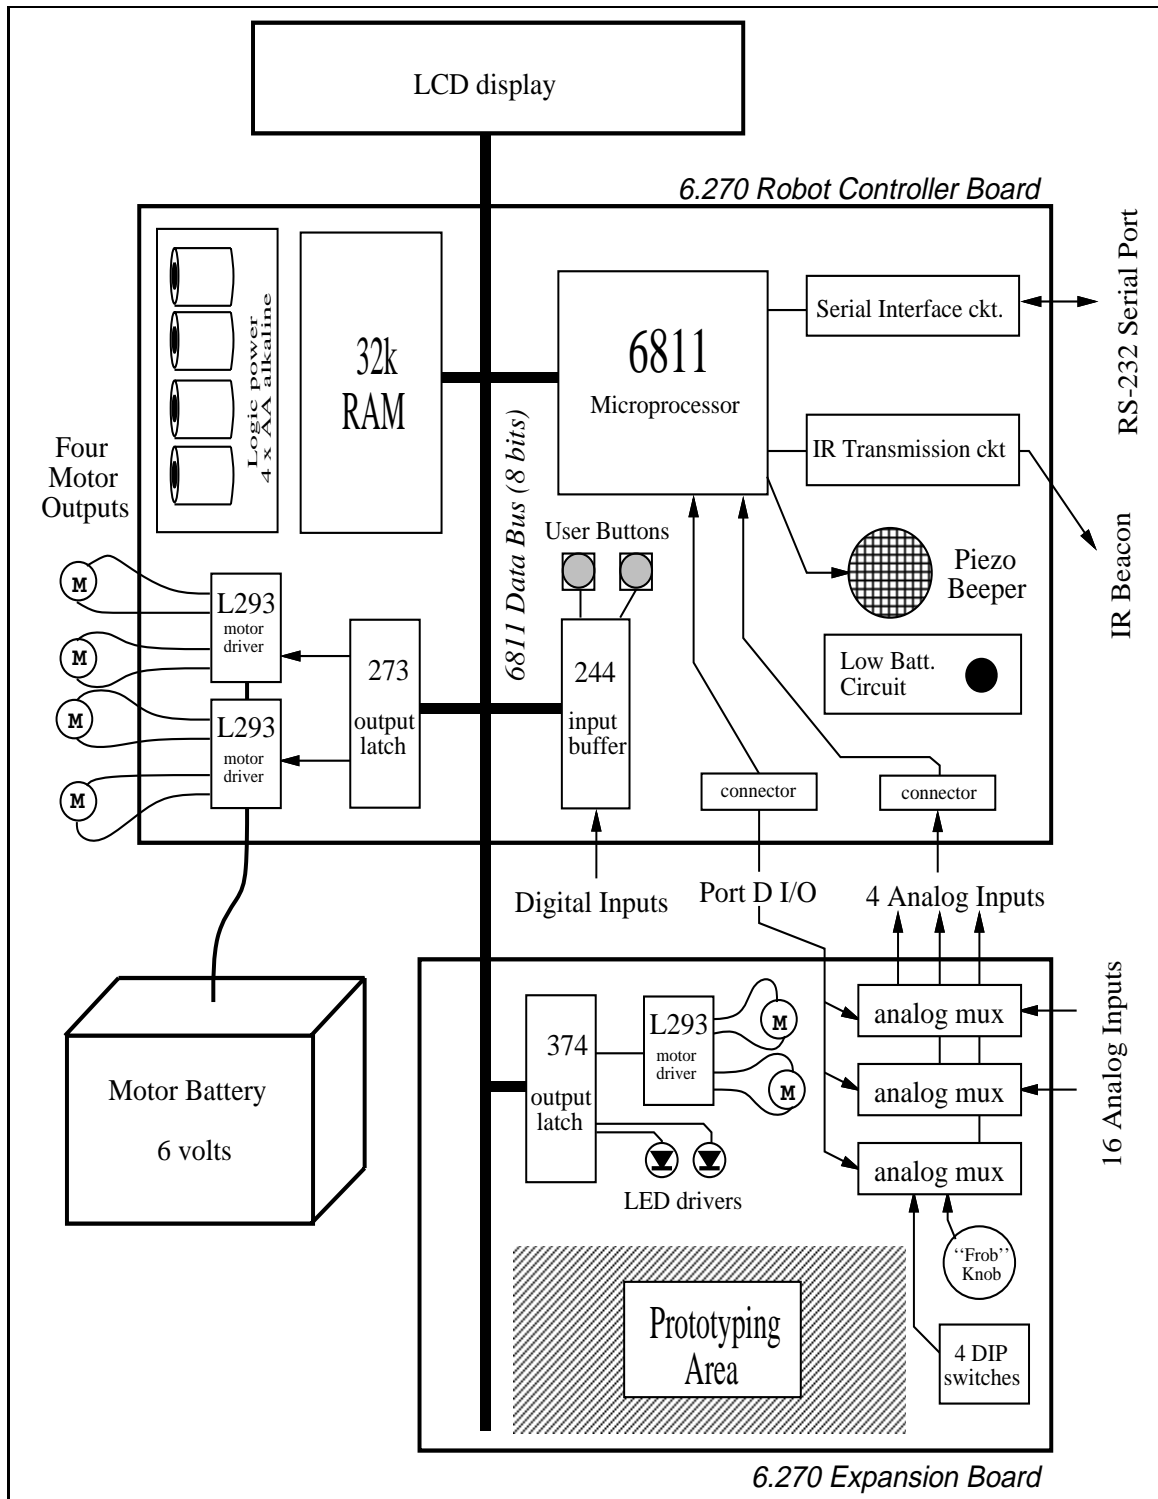 LCD display
6.270 Robot Controller Board
Logic power
4 x AA alkaline
32k
RAM
6811
Microprocessor
Serial Interface ckt.
RS-232 Serial Port
IR Transmission ckt
IR Beacon
Four
Motor
Outputs
6811 Data Bus (8 bits)
User Buttons
Piezo
Beeper
M
M
M
M
L293
motor
driver
L293
motor
driver
273
output
latch
244
input
buffer
Low Batt.
Circuit
connector
connector
Digital Inputs
Port D I/O
4 Analog Inputs
Motor Battery
6 volts
374
output
latch
L293
motor
driver
M
M
LED drivers
analog mux
analog mux
analog mux
16 Analog Inputs
‘‘Frob’’
Knob
4 DIP
switches
Prototyping
Area
6.270 Expansion Board